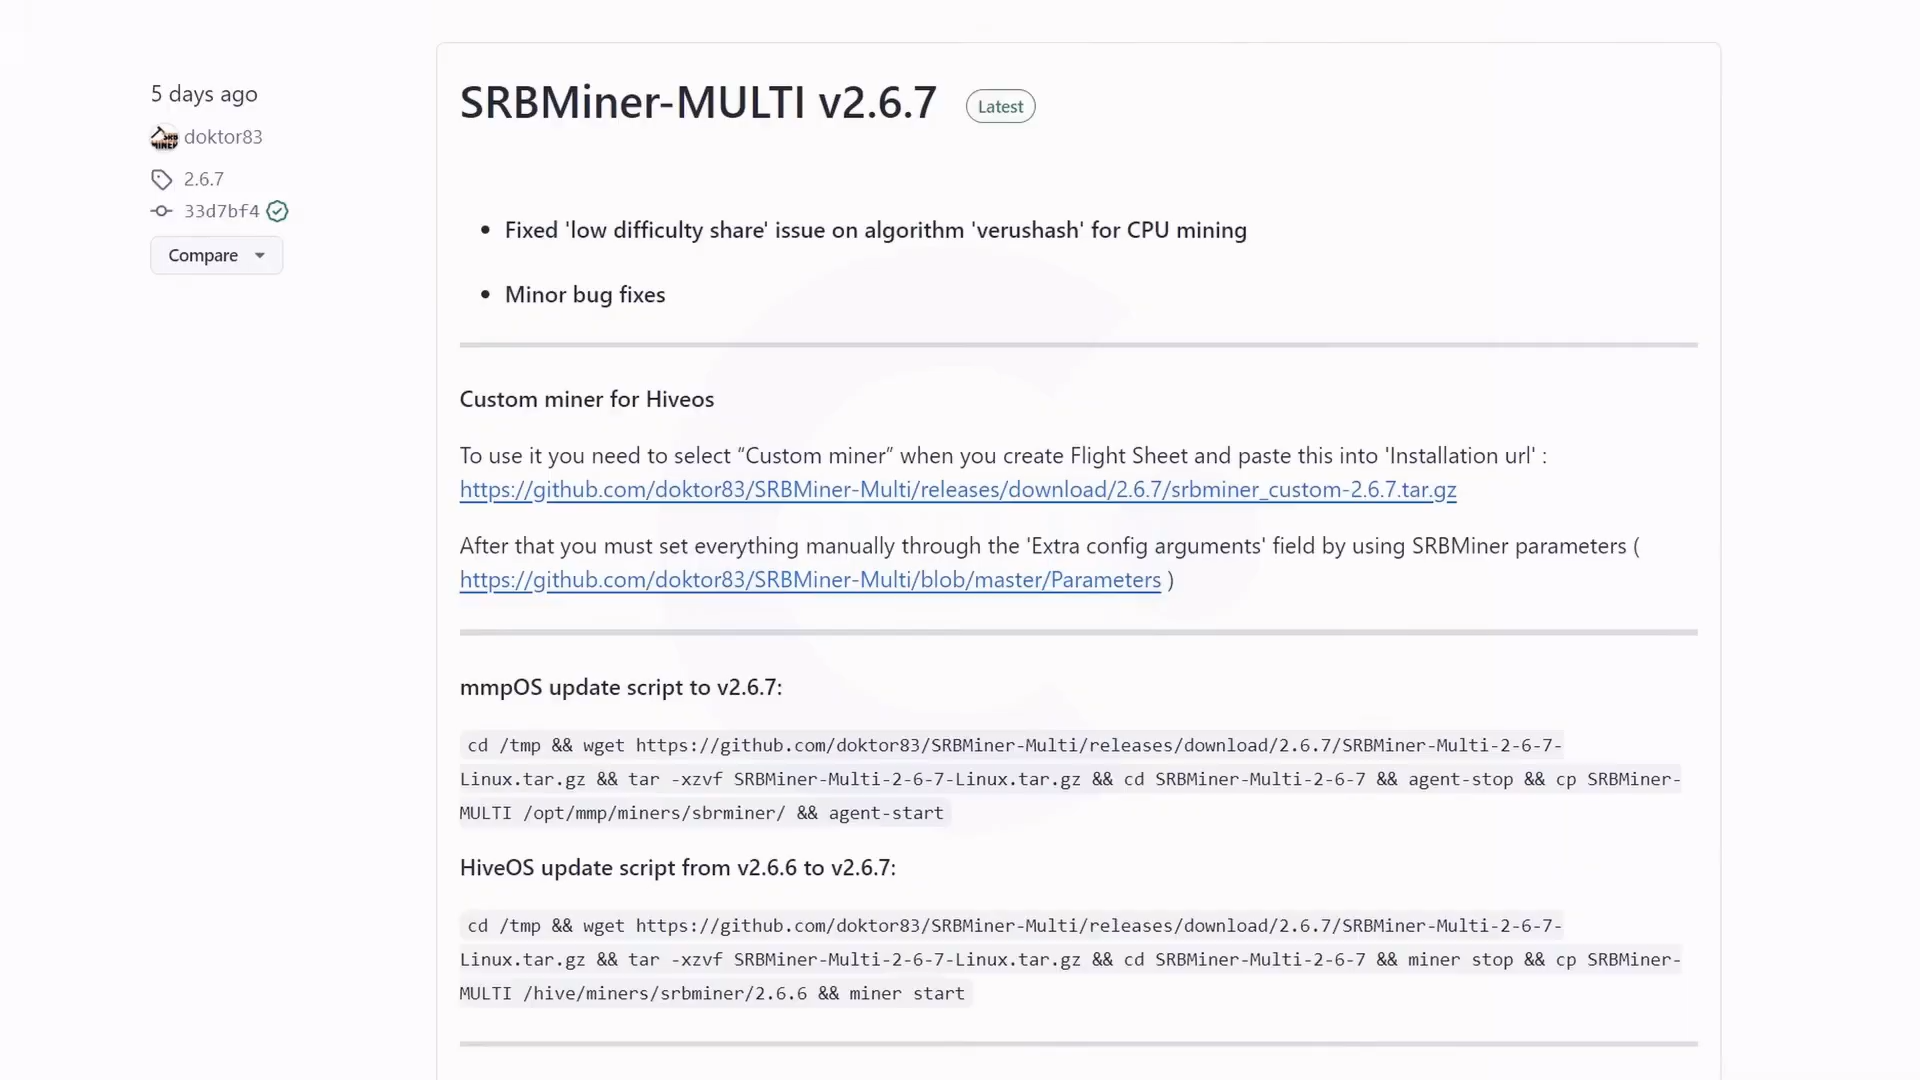 5 days ago
doktor83
2.6.7
33d7bf4
Compare
SRBMiner-MULTI v2.6.7 Latest
• Fixed 'low difficulty share' issue on algorithm 'verushash' for CPU mining
• Minor bug fixes
Custom miner for Hiveos
To use it you need to select “Custom miner” when you create Flight Sheet and paste this into 'Installation url' :
https://github.com/doktor83/SRBMiner-Multi/releases/download/2.6.7/srbminer_custom-2.6.7.tar.gz
After that you must set everything manually through the 'Extra config arguments' field by using SRBMiner parameters (
https://github.com/doktor83/SRBMiner-Multi/blob/master/Parameters )
mmpOS update script to v2.6.7:
cd /tmp && wget https://github.com/doktor83/SRBMiner-Multi/releases/download/2.6.7/SRBMiner-Multi-2-6-7-
Linux.tar.gz && tar -xzvf SRBMiner-Multi-2-6-7-Linux.tar.gz && cd SRBMiner-Multi-2-6-7 && agent-stop && cp SRBMiner-
MULTI /opt/mmp/miners/sbrminer/ && agent-start
HiveOS update script from v2.6.6 to v2.6.7:
cd /tmp && wget https://github.com/doktor83/SRBMiner-Multi/releases/download/2.6.7/SRBMiner-Multi-2-6-7-
Linux.tar.gz && tar -xzvf SRBMiner-Multi-2-6-7-Linux.tar.gz && cd SRBMiner-Multi-2-6-7 && miner stop && cp SRBMiner-
MULTI /hive/miners/srbminer/2.6.6 && miner start